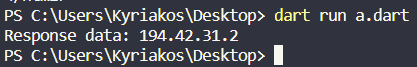 PS C:\Users\Kyriakos\Desktop> dart run a.dart
Response data: 194.42.31.2
PS C:\Users\Kyriakos\Desktop>